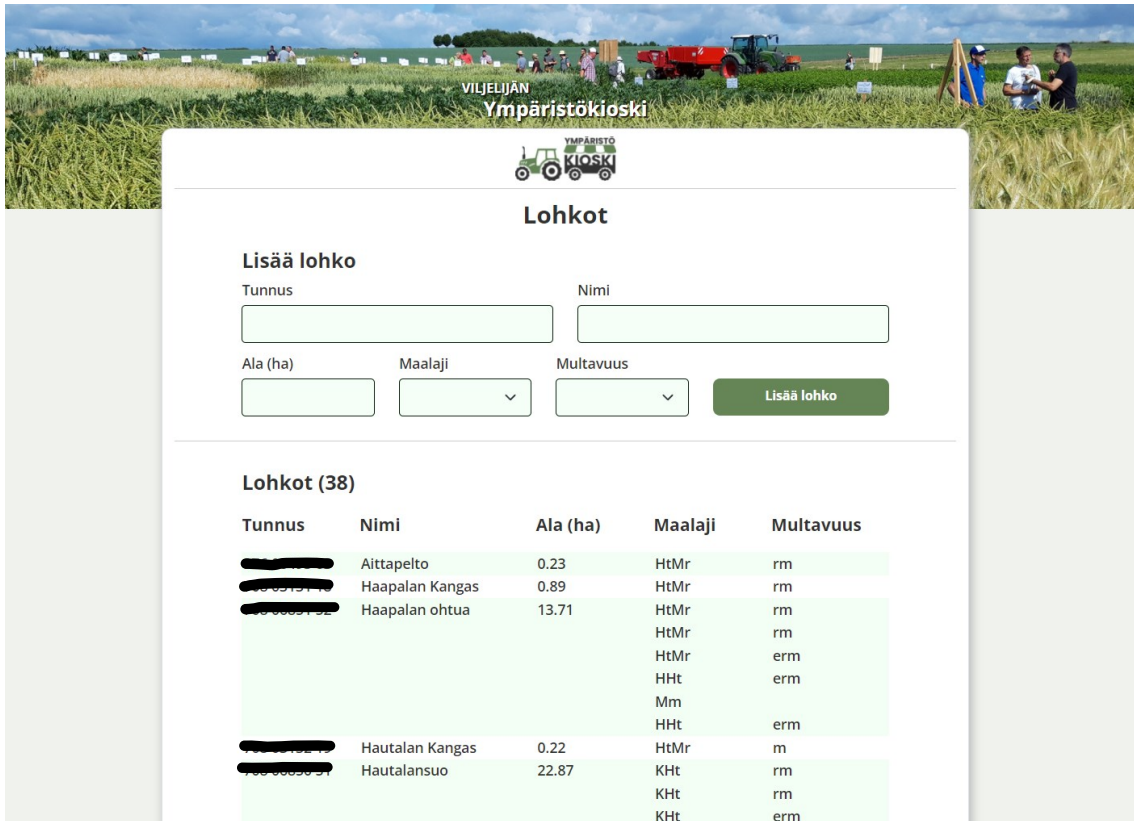 VILJELIJÄN
Ympäristökioski
YMPÄRISTÖ
KIOSKI
Lohkot
Lisää lohko
Tunnus Nimi
Ala (ha) Maalaji Multavuus
Lisää lohko
Lohkot (38)
Tunnus Nimi Ala (ha) Maalaji Multavuus
Aittapelto 0.23 HtMr rm
Haapalan Kangas 0.89 HtMr rm
Haapalan ohtua 13.71 HtMr rm
HtMr rm
HtMr erm
HHt erm
Mm
HHt erm
Hautalan Kangas 0.22 HtMr m
Hautalansuo 22.87 KHt rm
KHt rm
KHt erm